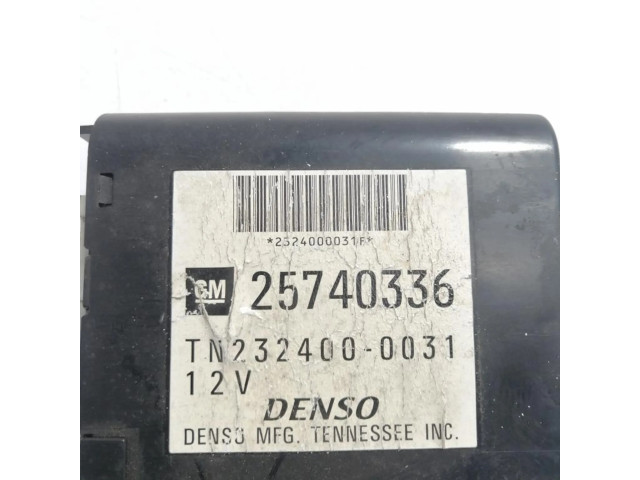 *2324000031F*
GM 25740336
TN232400-0031
12V
DENSO
DENSO MFG. TENNESSEE INC.